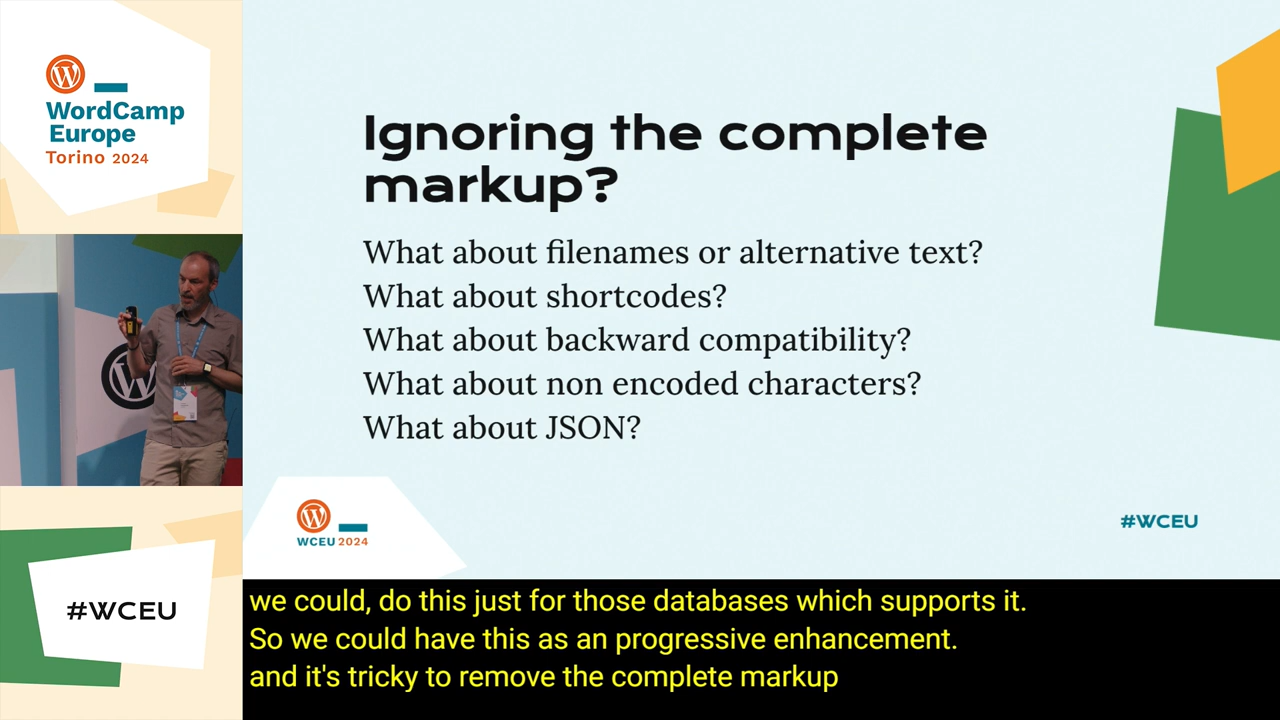 WordCamp
Europe
Torino 2024
Ignoring the complete
markup?
What about filenames or alternative text?
What about shortcodes?
What about backward compatibility?
What about non encoded characters?
What about JSON?
WCEU 2024
#WCEU
#WCEU
we could, do this just for those databases which supports it.
So we could have this as an progressive enhancement.
and it's tricky to remove the complete markup